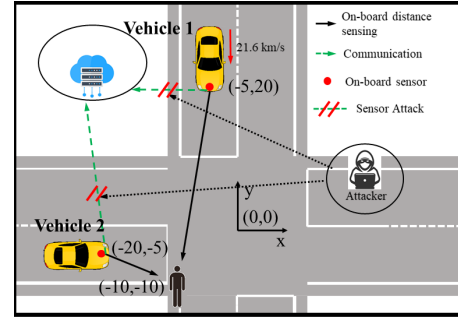 Vehicle 1
21.6 km/s
(-5,20)
On-board distance
sensing
Communication
On-board sensor
Sensor Attack
Attacker
y
(0,0)
x
Vehicle 2
(-20,-5)
(-10,-10)